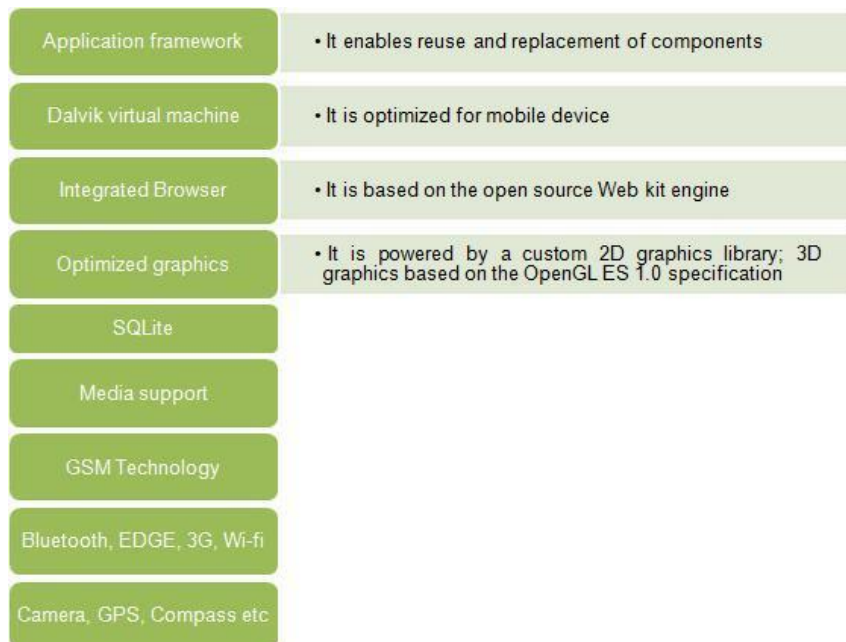 Application framework
• It enables reuse and replacement of components
Dalvik virtual machine
• It is optimized for mobile device
Integrated Browser
• It is based on the open source Web kit engine
Optimized graphics
• It is powered by a custom 2D graphics library; 3D
graphics based on the OpenGL ES 1.0 specification
SQLite
Media support
GSM Technology
Bluetooth, EDGE, 3G, Wi-fi
Camera, GPS, Compass etc